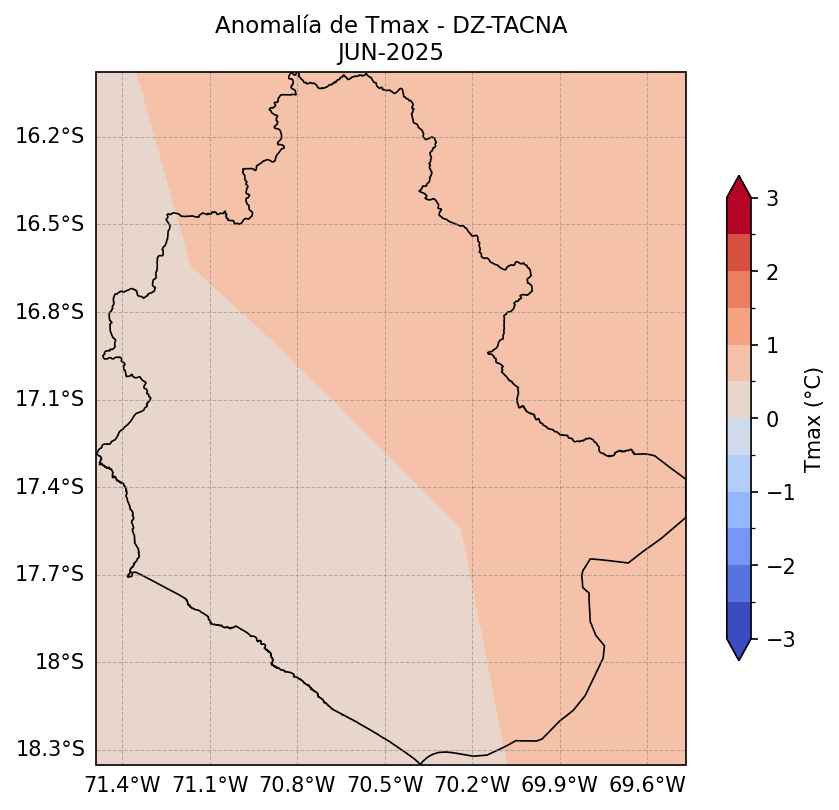 Anomalía de Tmax - DZ-TACNA
JUN-2025
16.2°S
16.5°S
16.8°S
17.1°S
17.4°S
17.7°S
18°S
18.3°S
71.4°W 71.1°W 70.8°W 70.5°W 70.2°W 69.9°W 69.6°W
3
2
1
0
−1
−2
−3
Tmax (°C)